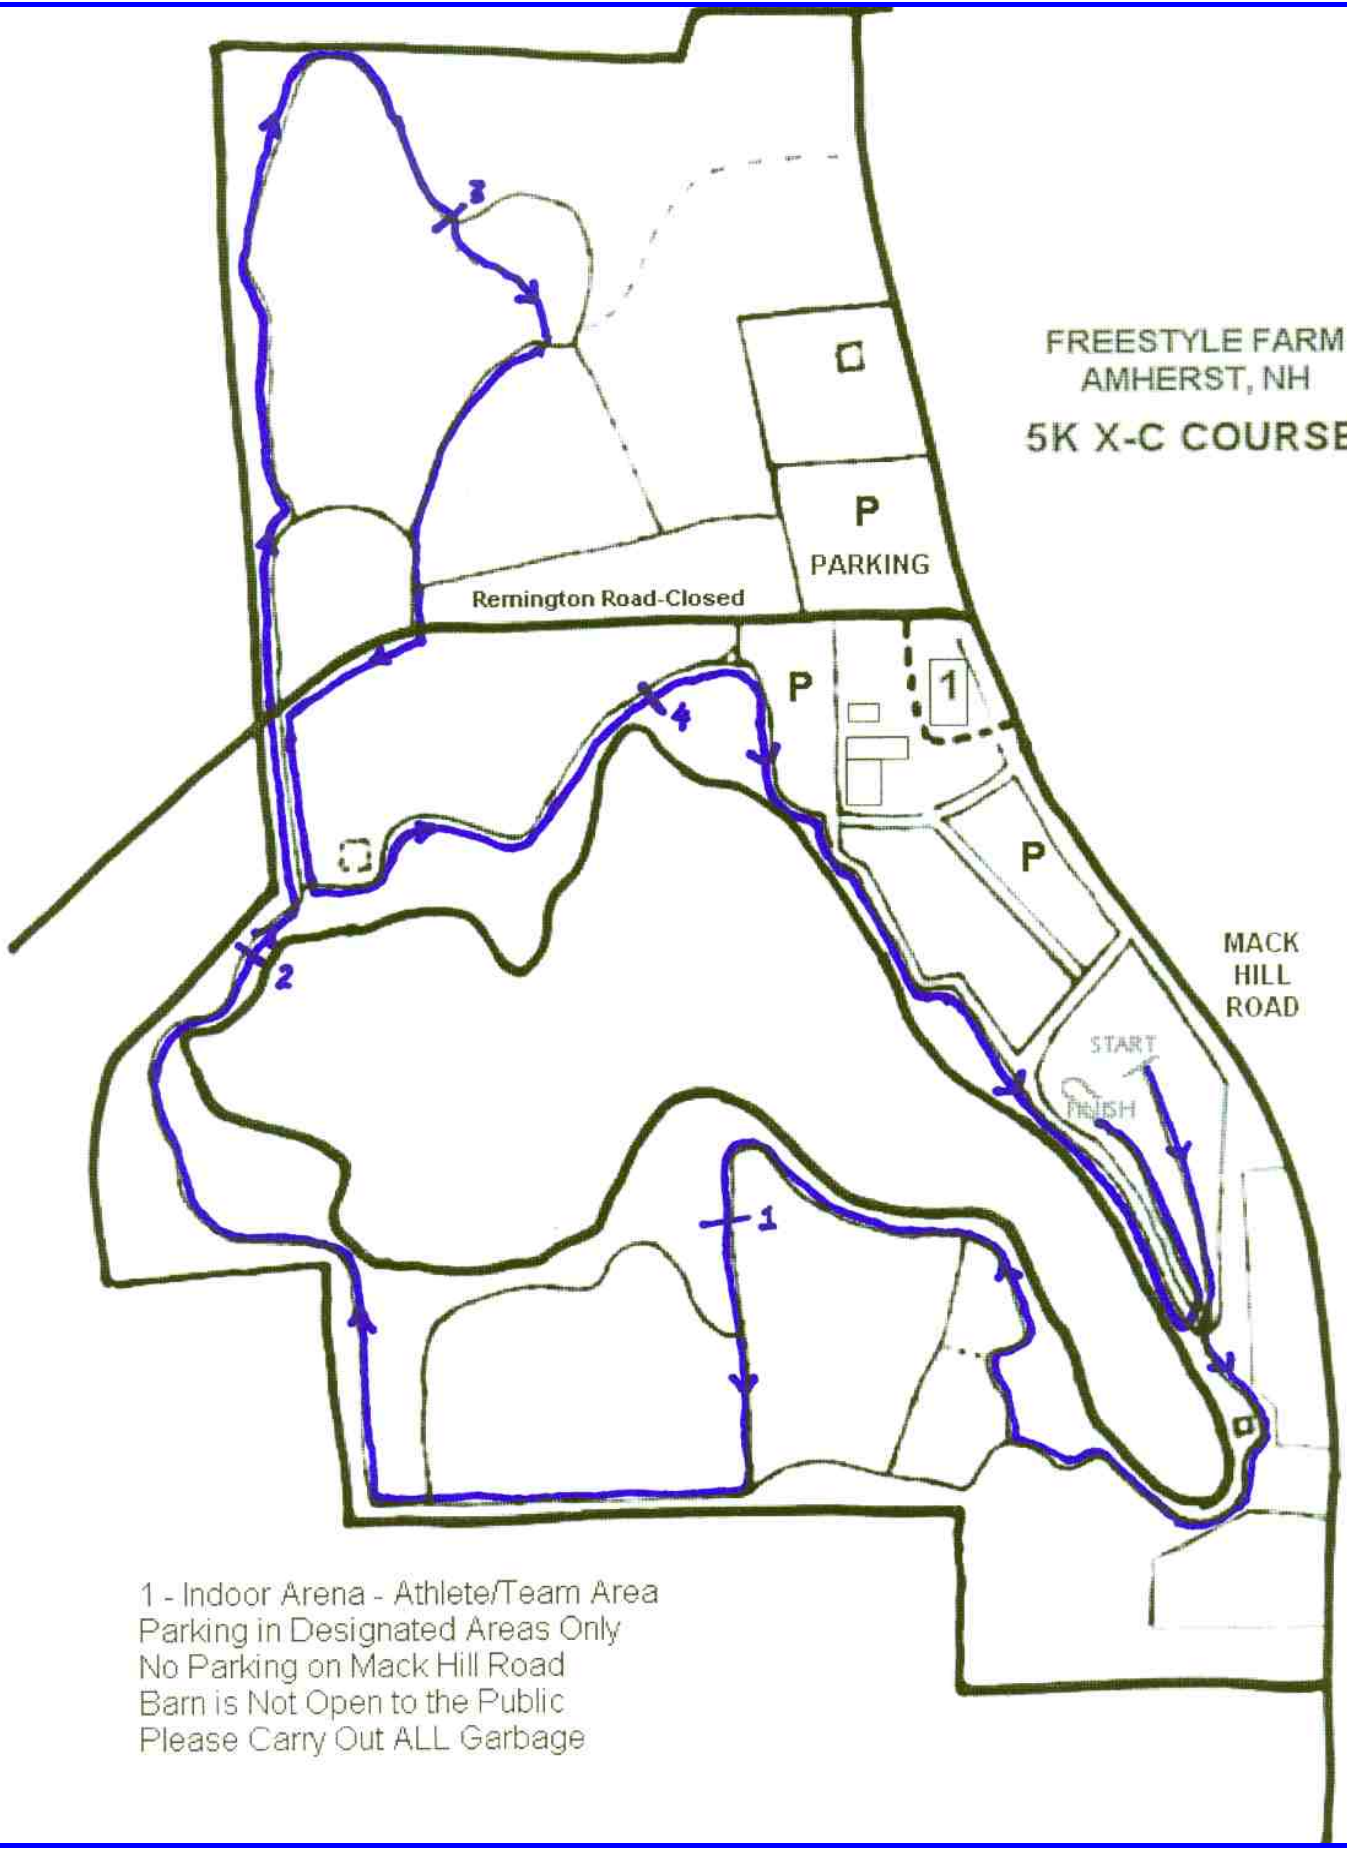 3
FREESTYLE FARM
AMHERST, NH
5K X-C COURSE
P
PARKING
Remington Road-Closed
P
1
4
P
MACK
HILL
ROAD
2
START
FINISH
1
1 - Indoor Arena - Athlete/Team Area
Parking in Designated Areas Only
No Parking on Mack Hill Road
Barn is Not Open to the Public
Please Carry Out ALL Garbage